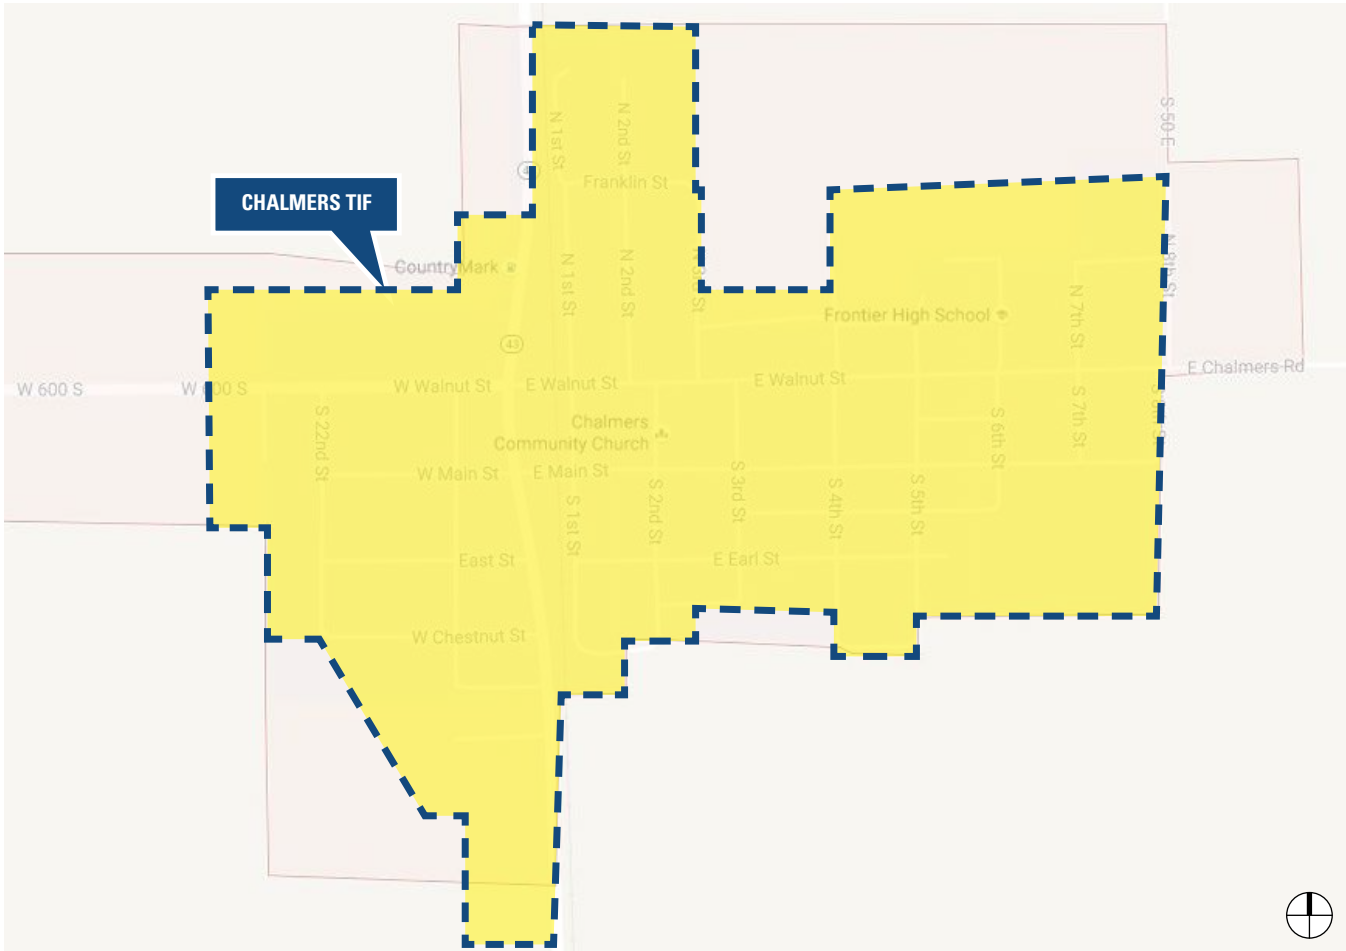 S 50 E
N 1st St
N 2nd St
Franklin St
CHALMERS TIF
CountryMark
N 1st St
N 2nd St
N 8th St
Frontier High School
N 7th St
43
W 600 S
W 600 S
W Walnut St
E Walnut St
E Walnut St
E Chalmers Rd
S 22nd St
Chalmers
Community Church
S 6th St
S 7th St
W Main St
E Main St
S 1st St
S 2nd St
S 3rd St
S 4th St
S 5th St
East St
E Earl St
W Chestnut St